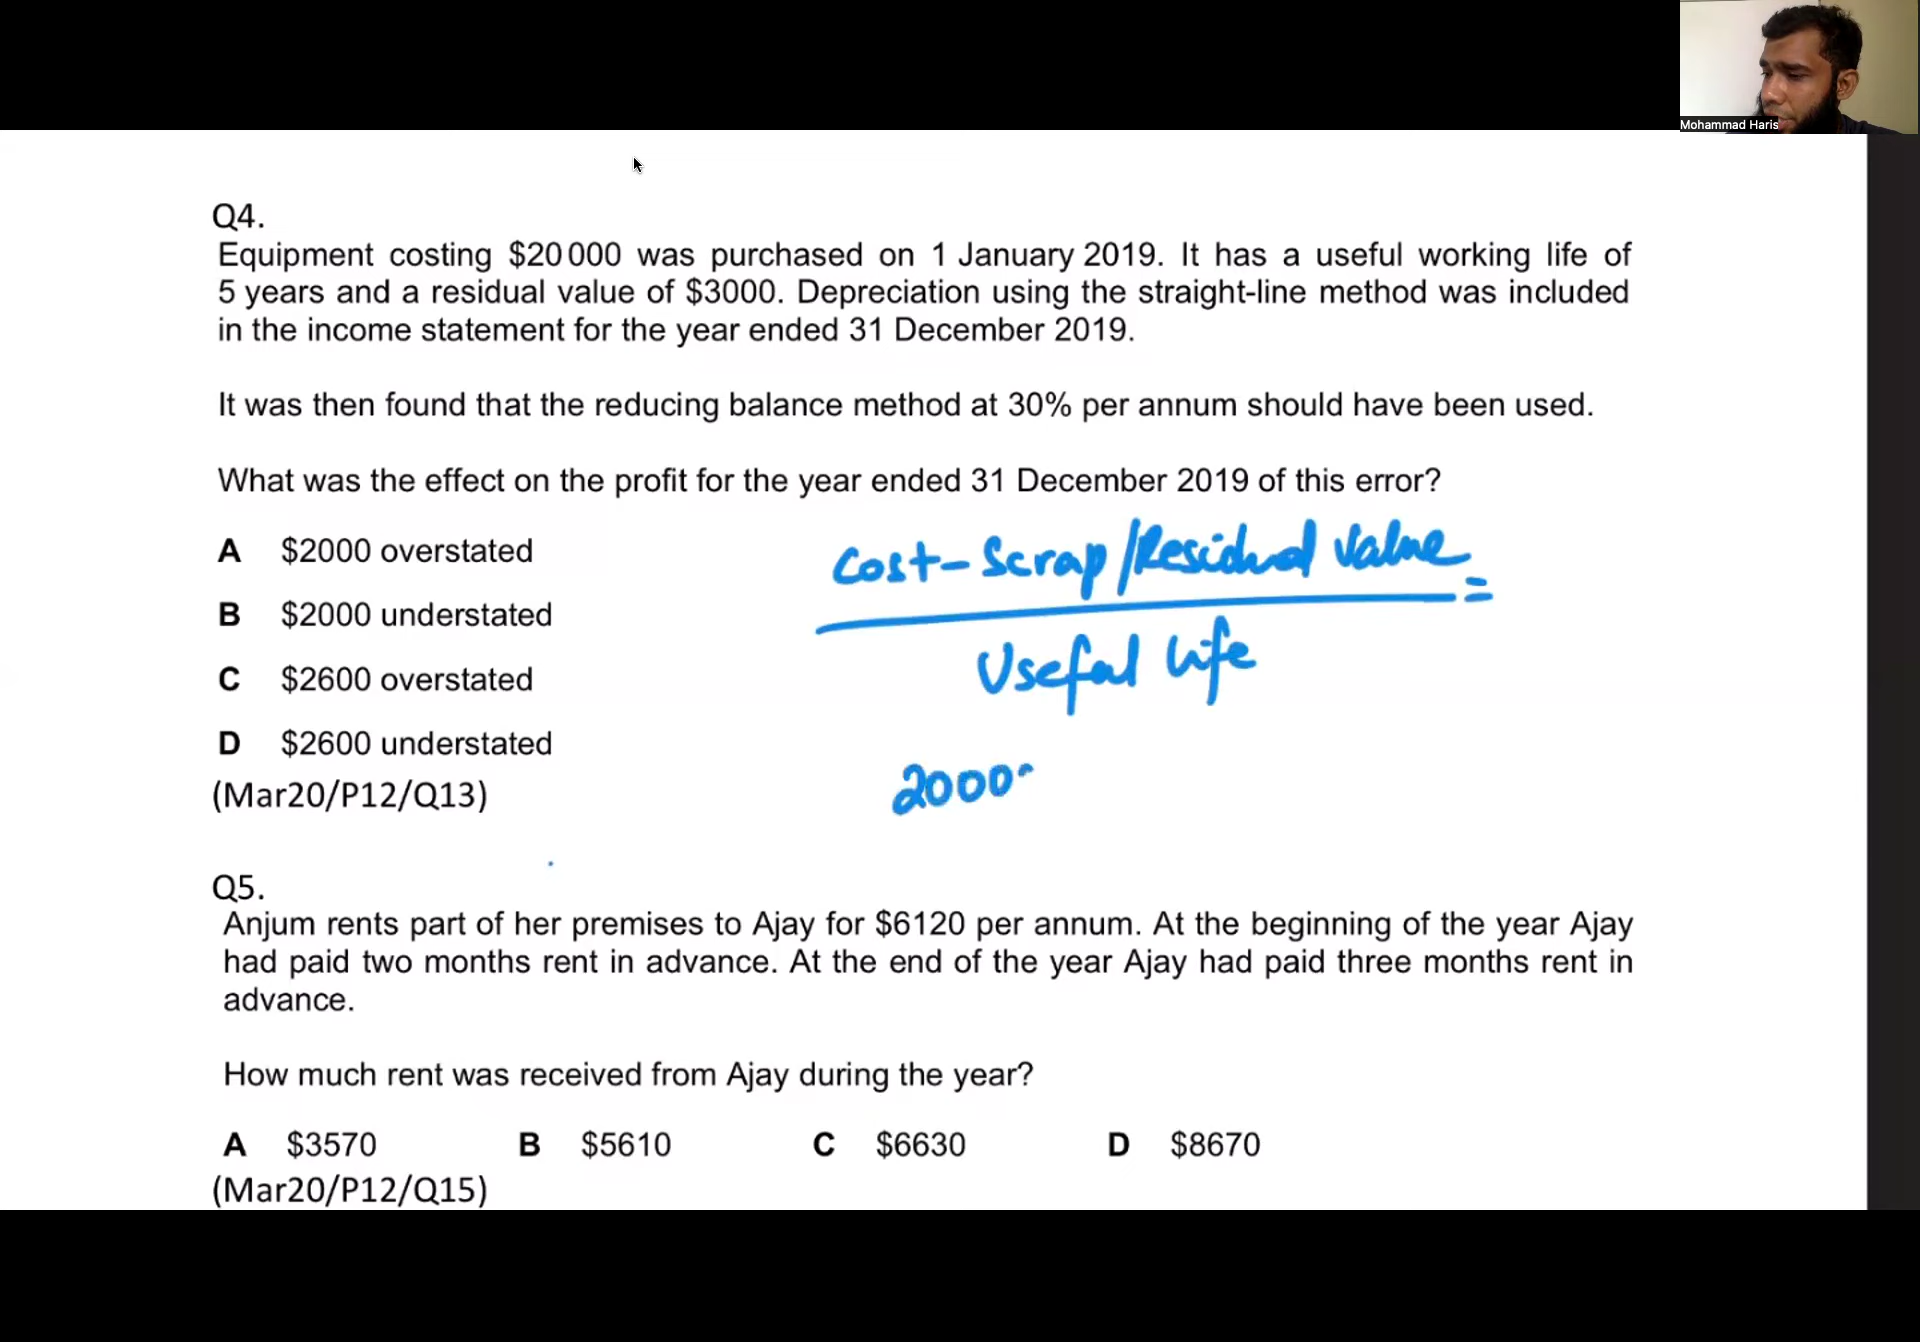 Mohammad Haris
Q4.
Equipment costing $20 000 was purchased on 1 January 2019. It has a useful working life of
5 years and a residual value of $3000. Depreciation using the straight-line method was included
in the income statement for the year ended 31 December 2019.
It was then found that the reducing balance method at 30% per annum should have been used.
What was the effect on the profit for the year ended 31 December 2019 of this error?
A $2000 overstated
B $2000 understated
C $2600 overstated
D $2600 understated
(Mar20/P12/Q13)
Cost-Scrap/Residual Value =
Useful life
2000
Q5.
Anjum rents part of her premises to Ajay for $6120 per annum. At the beginning of the year Ajay
had paid two months rent in advance. At the end of the year Ajay had paid three months rent in
advance.
How much rent was received from Ajay during the year?
A $3570 B $5610 C $6630 D $8670
(Mar20/P12/Q15)